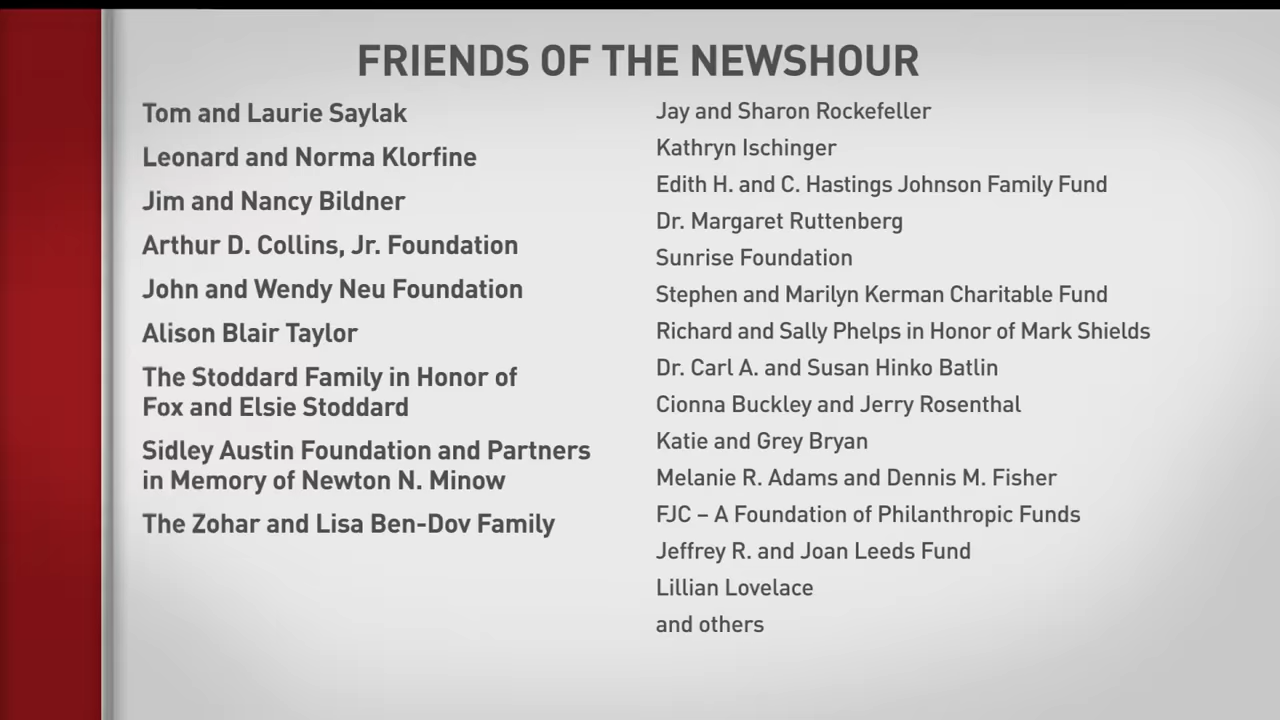 FRIENDS OF THE NEWSHOUR
Tom and Laurie Saylak
Leonard and Norma Klorfine
Jim and Nancy Bildner
Arthur D. Collins, Jr. Foundation
John and Wendy Neu Foundation
Alison Blair Taylor
The Stoddard Family in Honor of
Fox and Elsie Stoddard
Sidley Austin Foundation and Partners
in Memory of Newton N. Minow
The Zohar and Lisa Ben-Dov Family
Jay and Sharon Rockefeller
Kathryn Ischinger
Edith H. and C. Hastings Johnson Family Fund
Dr. Margaret Ruttenberg
Sunrise Foundation
Stephen and Marilyn Kerman Charitable Fund
Richard and Sally Phelps in Honor of Mark Shields
Dr. Carl A. and Susan Hinko Batlin
Cionna Buckley and Jerry Rosenthal
Katie and Grey Bryan
Melanie R. Adams and Dennis M. Fisher
FJC – A Foundation of Philanthropic Funds
Jeffrey R. and Joan Leeds Fund
Lillian Lovelace
and others